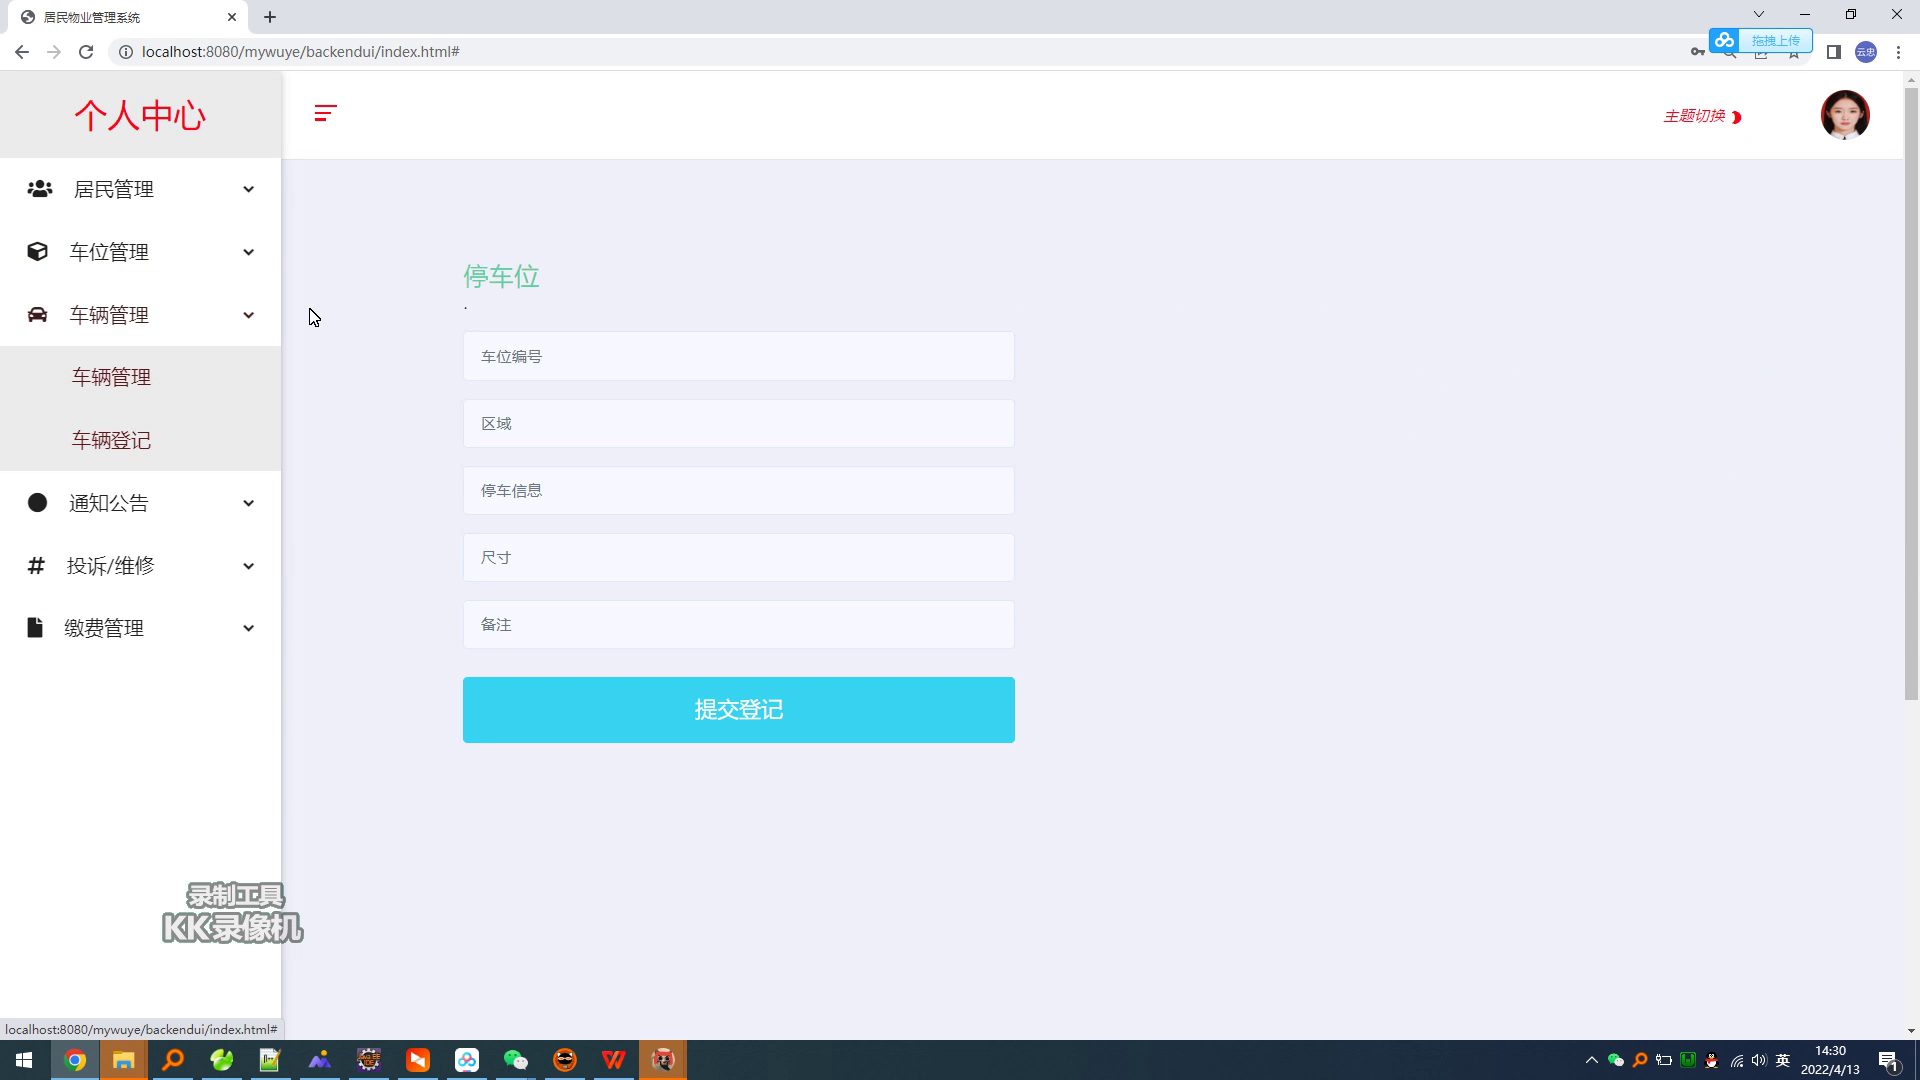 居民物业管理系统
localhost:8080/mywuye/backendui/index.html#
拖拽上传
云忠
个人中心
主题切换
居民管理
车位管理
车辆管理
车辆管理
车辆登记
通知公告
投诉/维修
缴费管理
停车位
.
车位编号
区域
停车信息
尺寸
备注
提交登记
录制工具
KK录像机
localhost:8080/mywuye/backendui/index.html#
英
14:30
2022/4/13
1